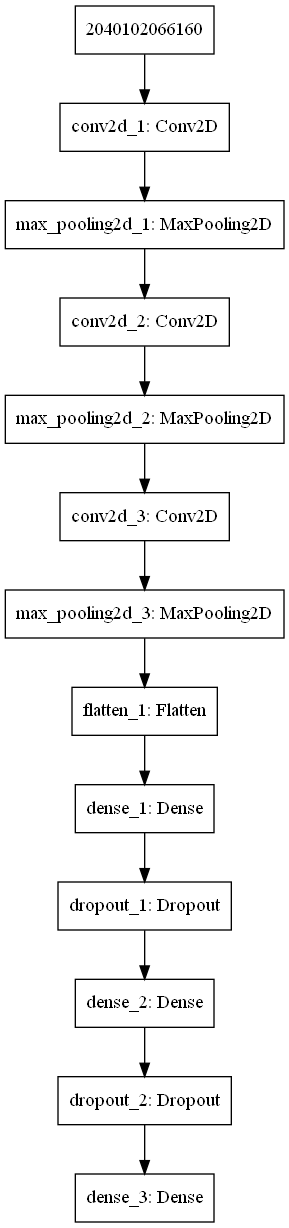 2040102066160
conv2d_1: Conv2D
max_pooling2d_1: MaxPooling2D
conv2d_2: Conv2D
max_pooling2d_2: MaxPooling2D
conv2d_3: Conv2D
max_pooling2d_3: MaxPooling2D
flatten_1: Flatten
dense_1: Dense
dropout_1: Dropout
dense_2: Dense
dropout_2: Dropout
dense_3: Dense